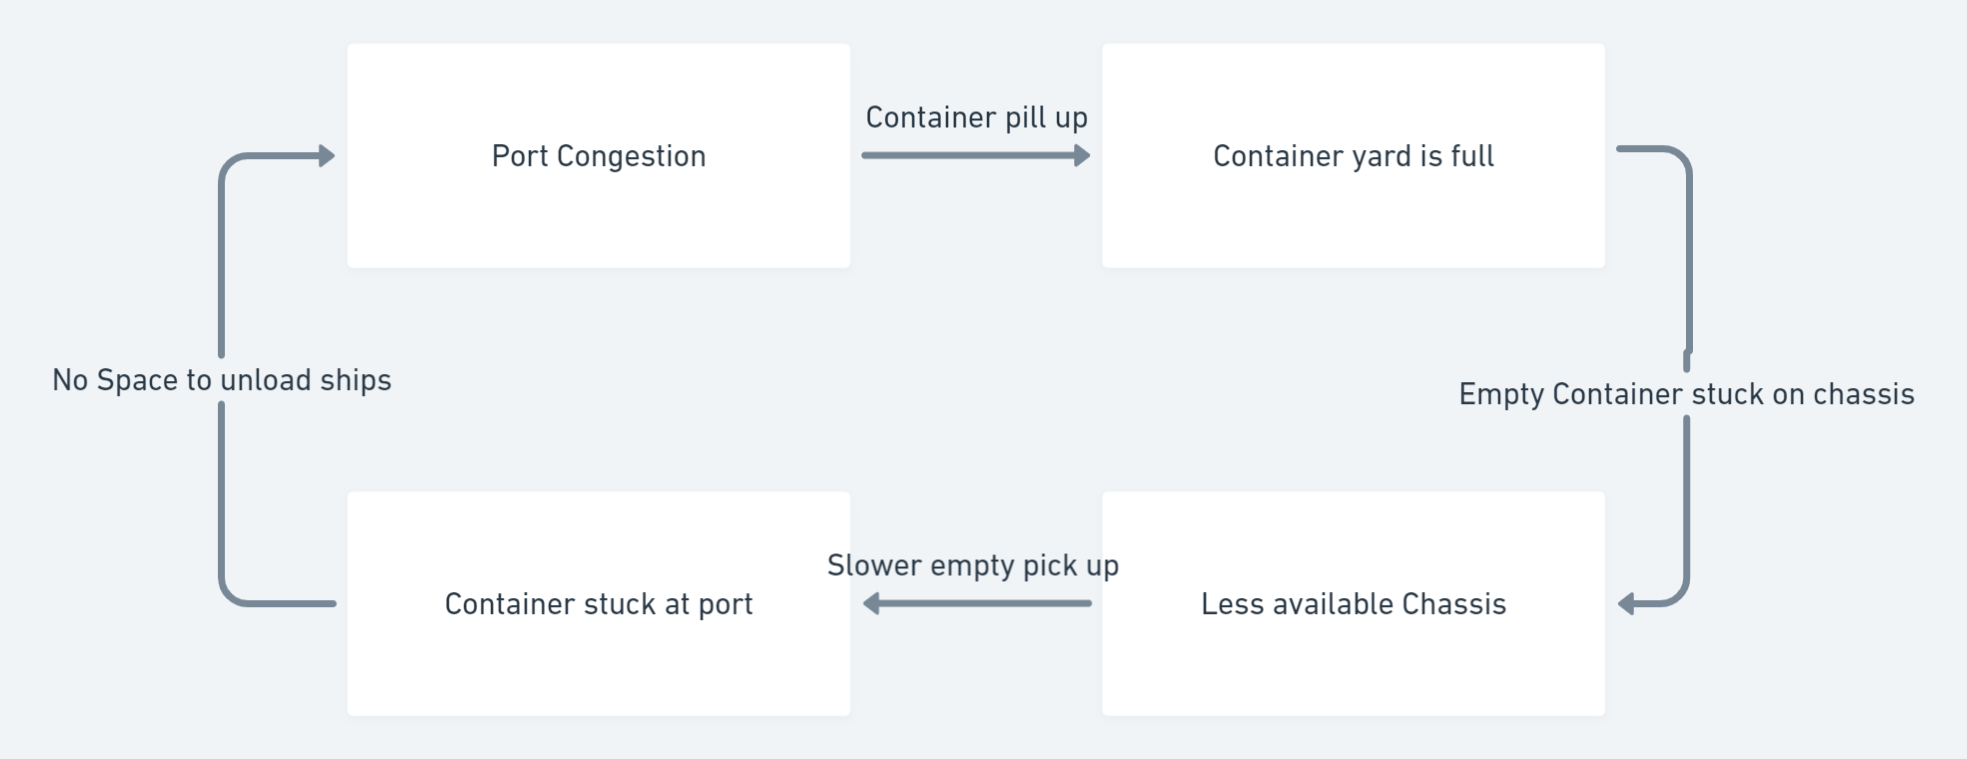 Container pill up
Port Congestion
Container yard is full
No Space to unload ships
Empty Container stuck on chassis
Slower empty pick up
Container stuck at port
Less available Chassis